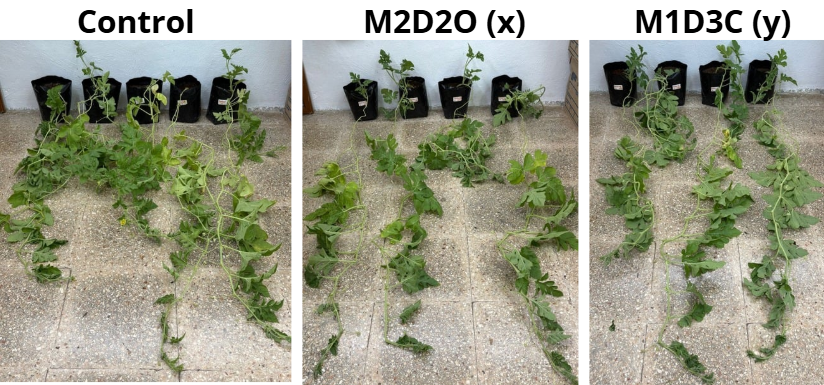 Control
M2D2O (x)
M1D3C (y)